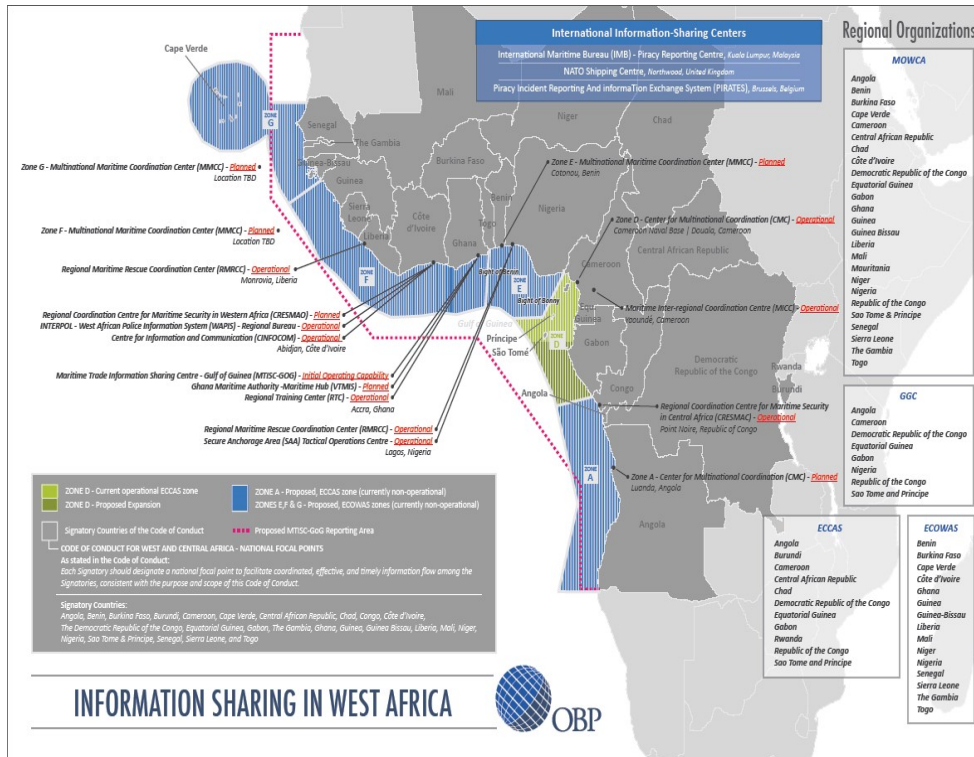 International Information-Sharing Centers
International Maritime Bureau (IMB) - Piracy Reporting Centre, Kuala Lumpur, Malaysia
NATO Shipping Centre, Northwood, United Kingdom
Piracy Incident Reporting And informaTion Exchange System (PIRATES), Brussels, Belgium
Regional Organizations
MOWCA
Angola
Benin
Burkina Faso
Cape Verde
Cameroon
Central African Republic
Chad
Côte d'Ivoire
Democratic Republic of the Congo
Equatorial Guinea
Gabon
Ghana
Guinea
Guinea Bissau
Liberia
Mali
Mauritania
Niger
Nigeria
Republic of the Congo
Sao Tome & Principe
Senegal
Sierra Leone
The Gambia
Togo
GGC
Angola
Cameroon
Democratic Republic of the Congo
Equatorial Guinea
Gabon
Nigeria
Republic of the Congo
Sao Tome and Principe
ECCAS
Angola
Burundi
Cameroon
Central African Republic
Chad
Democratic Republic of the Congo
Equatorial Guinea
Gabon
Rwanda
Republic of the Congo
Sao Tome and Principe
ECOWAS
Benin
Burkina Faso
Cape Verde
Côte d'Ivoire
Ghana
Guinea
Guinea-Bissau
Liberia
Mali
Niger
Nigeria
Senegal
Sierra Leone
The Gambia
Togo
Cape Verde
ZONE
G
Senegal
The Gambia
Guinea-Bissau
Guinea
Sierra
Leone
Liberia
Mali
Burkina Faso
Côte
d'Ivoire
Ghana
Togo
Benin
Niger
Nigeria
Chad
Cameroon
Central African Republic
Equ
Guinea
Gabon
Congo
Democratic
Republic of the Congo
Rwanda
Burundi
Angola
Angola
Príncipe
São Tomé
Bight of Benin
Bight of Bonny
Gulf of Guinea
ZONE
F
ZONE
E
ZONE
D
ZONE
A
Zone G - Multinational Maritime Coordination Center (MMCC) - Planned
Location TBD
Zone F - Multinational Maritime Coordination Center (MMCC) - Planned
Location TBD
Regional Maritime Rescue Coordination Center (RMRCC) - Operational
Monrovia, Liberia
Regional Coordination Centre for Maritime Security in Western Africa (CRESMAO) - Planned
INTERPOL - West African Police Information System (WAPIS) - Regional Bureau - Operational
Centre for Information and Communication (CINFOCOM) - Operational
Abidjan, Côte d'Ivoire
Maritime Trade Information Sharing Centre - Gulf of Guinea (MTISC-GOG) - Initial Operating Capability
Ghana Maritime Authority -Maritime Hub (VTMIS) - Planned
Regional Training Center (RTC) - Operational
Accra, Ghana
Regional Maritime Rescue Coordination Center (RMRCC) - Operational
Secure Anchorage Area (SAA) Tactical Operations Centre - Operational
Lagos, Nigeria
Zone E - Multinational Maritime Coordination Center (MMCC) - Planned
Cotonou, Benin
Zone D - Center for Multinational Coordination (CMC) - Operational
Cameroon Naval Base | Douala, Cameroon
Maritime Inter-regional Coordination Centre (MICC) - Operational
Yaoundé, Cameroon
Regional Coordination Centre for Maritime Security
in Central Africa (CRESMAC) - Operational
Point Noire, Republic of Congo
Zone A - Center for Multinational Coordination (CMC) - Planned
Luanda, Angola
ZONE D - Current operational ECCAS zone
ZONE D - Proposed Expansion
ZONE A - Proposed, ECCAS zone (currently non-operational)
ZONES E,F & G - Proposed, ECOWAS zones (currently non-operational)
Signatory Countries of the Code of Conduct
Proposed MTISC-GoG Reporting Area
CODE OF CONDUCT FOR WEST AND CENTRAL AFRICA - NATIONAL FOCAL POINTS
As stated in the Code of Conduct:
Each Signatory should designate a national focal point to facilitate coordinated, effective, and timely information flow among the
Signatories, consistent with the purpose and scope of this Code of Conduct.
Signatory Countries:
Angola, Benin, Burkina Faso, Burundi, Cameroon, Cape Verde, Central African Republic, Chad, Congo, Côte d'Ivoire,
The Democratic Republic of the Congo, Equatorial Guinea, Gabon, The Gambia, Ghana, Guinea, Guinea Bissau, Liberia, Mali, Niger,
Nigeria, Sao Tome & Principe, Senegal, Sierra Leone, and Togo
INFORMATION SHARING IN WEST AFRICA
OBP